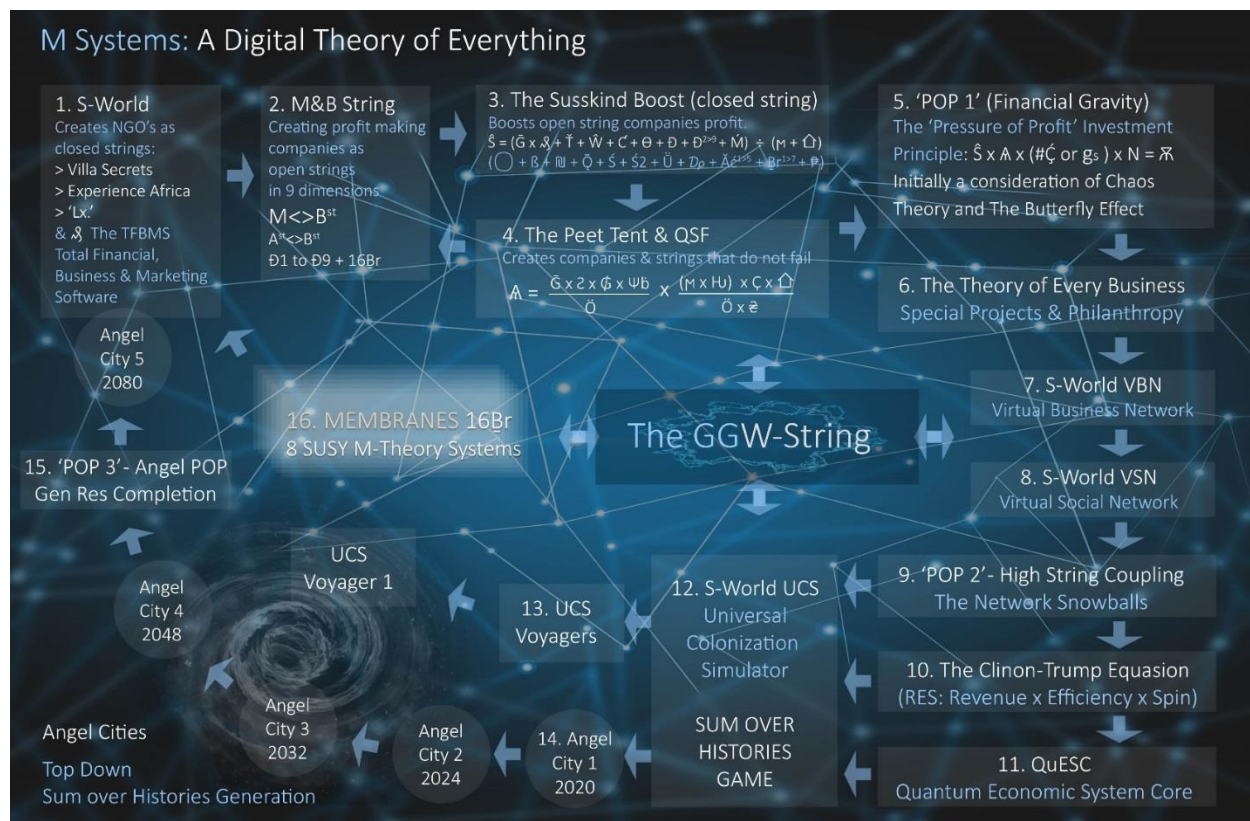 M Systems: A Digital Theory of Everything
1. S-World
Creates NGO's as
closed strings:
> Villa Secrets
> Experience Africa
> 'Lx.'
& The TFBMS
Total Financial,
Business & Marketing
Software
2. M&B String
Creating profit making
companies as
open strings
in 9 dimensions
M<>Bˢᵗ
Aˢᵗ<>Bˢᵗ
Đ1 to Đ9 + 16Ḇr
3. The Susskind Boost (closed string)
Boosts open string companies profit.
4. The Peet Tent & QSF
Creates companies & strings that do not fail
5. 'POP 1' (Financial Gravity)
The 'Pressure of Profit' Investment
Principle:
Initially a consideration of Chaos
Theory and The Butterfly Effect
6. The Theory of Every Business
Special Projects & Philanthropy
7. S-World VBN
Virtual Business Network
8. S-World VSN
Virtual Social Network
9. 'POP 2'- High String Coupling
The Network Snowballs
10. The Clinon-Trump Equasion
(RES: Revenue x Efficiency x Spin)
11. QuESC
Quantum Economic System Core
12. S-World UCS
Universal
Colonization
Simulator
SUM OVER
HISTORIES
GAME
13. UCS
Voyagers
UCS
Voyager 1
14. Angel
City 1
2020
Angel
City 2
2024
Angel
City 3
2032
Angel
City 4
2048
15. 'POP 3'- Angel POP
Gen Res Completion
Angel
City 5
2080
16. MEMBRANES 16Ḇr
8 SUSY M-Theory Systems
The GGW-String
Angel Cities
Top Down
Sum over Histories Generation